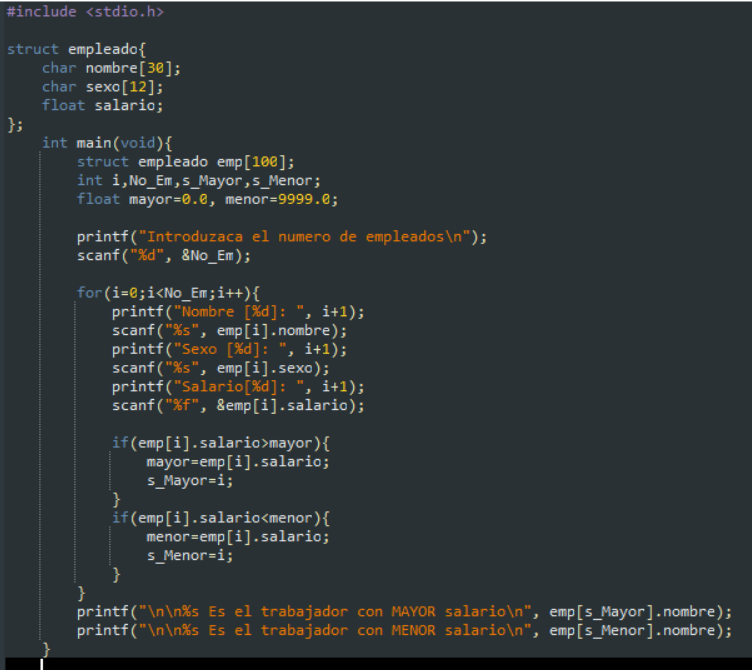 #include <stdio.h>
struct empleado{
char nombre[30];
char sexo[12];
float salario;
};
int main(void){
struct empleado emp[100];
int i,No_Em,s_Mayor,s_Menor;
float mayor=0.0, menor=9999.0;
printf("Introduzaca el numero de empleados\n");
scanf("%d", &No_Em);
for(i=0;i<No_Em;i++){
printf("Nombre [%d]: ", i+1);
scanf("%s", emp[i].nombre);
printf("Sexo [%d]: ", i+1);
scanf("%s", emp[i].sexo);
printf("Salario[%d]: ", i+1);
scanf("%f", &emp[i].salario);
if(emp[i].salario>mayor){
mayor=emp[i].salario;
s_Mayor=i;
}
if(emp[i].salario<menor){
menor=emp[i].salario;
s_Menor=i;
}
}
printf("\n\n%s Es el trabajador con MAYOR salario\n", emp[s_Mayor].nombre);
printf("\n\n%s Es el trabajador con MENOR salario\n", emp[s_Menor].nombre);
}